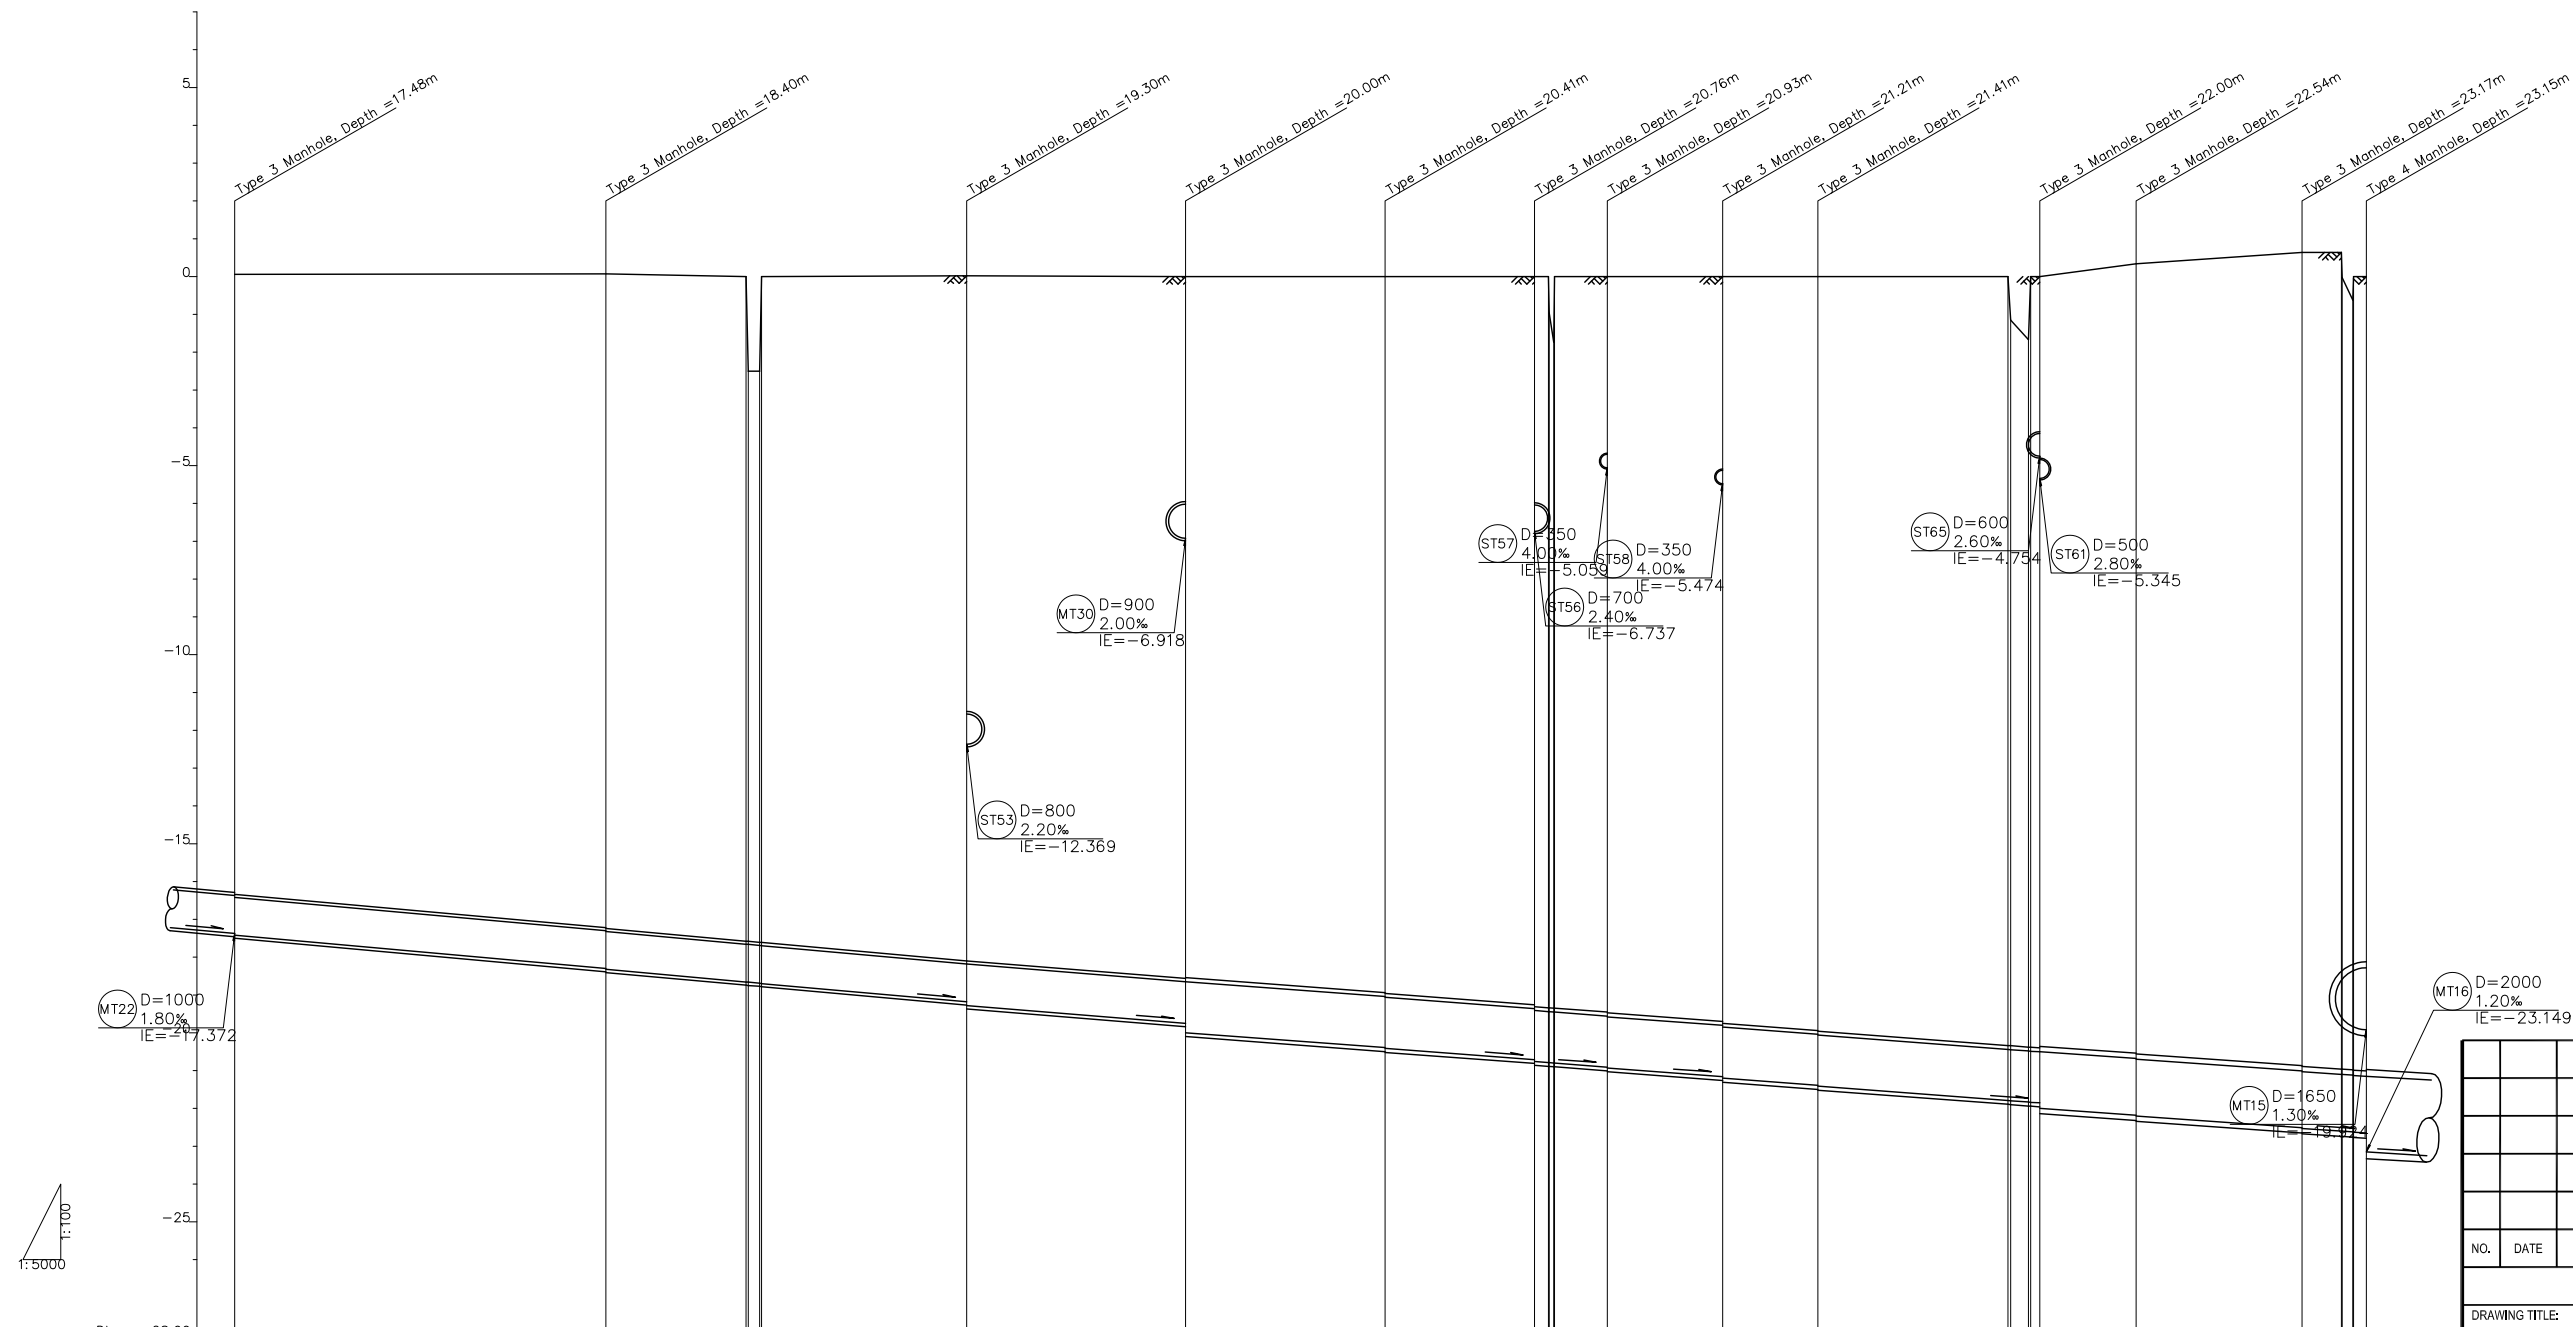 Type 3 Manhole, Depth =17.48m
Type 3 Manhole, Depth =18.40m
Type 3 Manhole, Depth =19.30m
Type 3 Manhole, Depth =20.00m
Type 3 Manhole, Depth =20.41m
Type 3 Manhole, Depth =20.76m
Type 3 Manhole, Depth =20.93m
Type 3 Manhole, Depth =21.21m
Type 3 Manhole, Depth =21.41m
Type 3 Manhole, Depth =22.00m
Type 3 Manhole, Depth =22.54m
Type 3 Manhole, Depth =23.17m
Type 4 Manhole, Depth =23.15m
5
0
-5
-10
-15
-20
-25
ST57
D=350
4.00‰
IE=-5.059
ST58
D=350
4.00‰
IE=-5.474
ST65
D=600
2.60‰
IE=-4.754
ST61
D=500
2.80‰
IE=-5.345
MT30
D=900
2.00‰
IE=-6.918
ST56
D=700
2.40‰
IE=-6.737
ST53
D=800
2.20‰
IE=-12.369
MT22
D=1000
1.80‰
IE=-17.372
MT16
D=2000
1.20‰
IE=-23.149
MT15
D=1650
1.30‰
IE=-19.924
1:100
1:5000
NO. DATE
DRAWING TITLE: